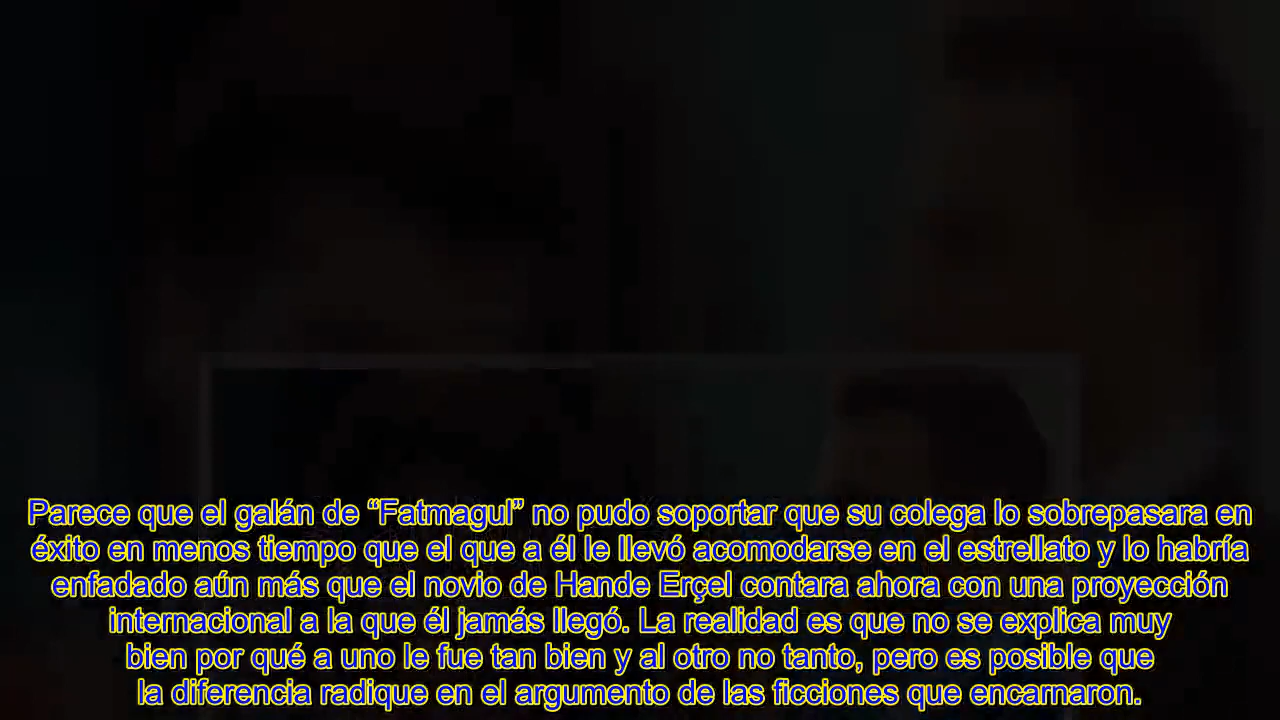 Parece que el galán de “Fatmagul” no pudo soportar que su colega lo sobrepasara en
éxito en menos tiempo que el que a él le llevó acomodarse en el estrellato y lo habría
enfadado aún más que el novio de Hande Erçel contara ahora con una proyección
internacional a la que él jamás llegó. La realidad es que no se explica muy
bien por qué a uno le fue tan bien y al otro no tanto, pero es posible que
la diferencia radique en el argumento de las ficciones que encarnaron.